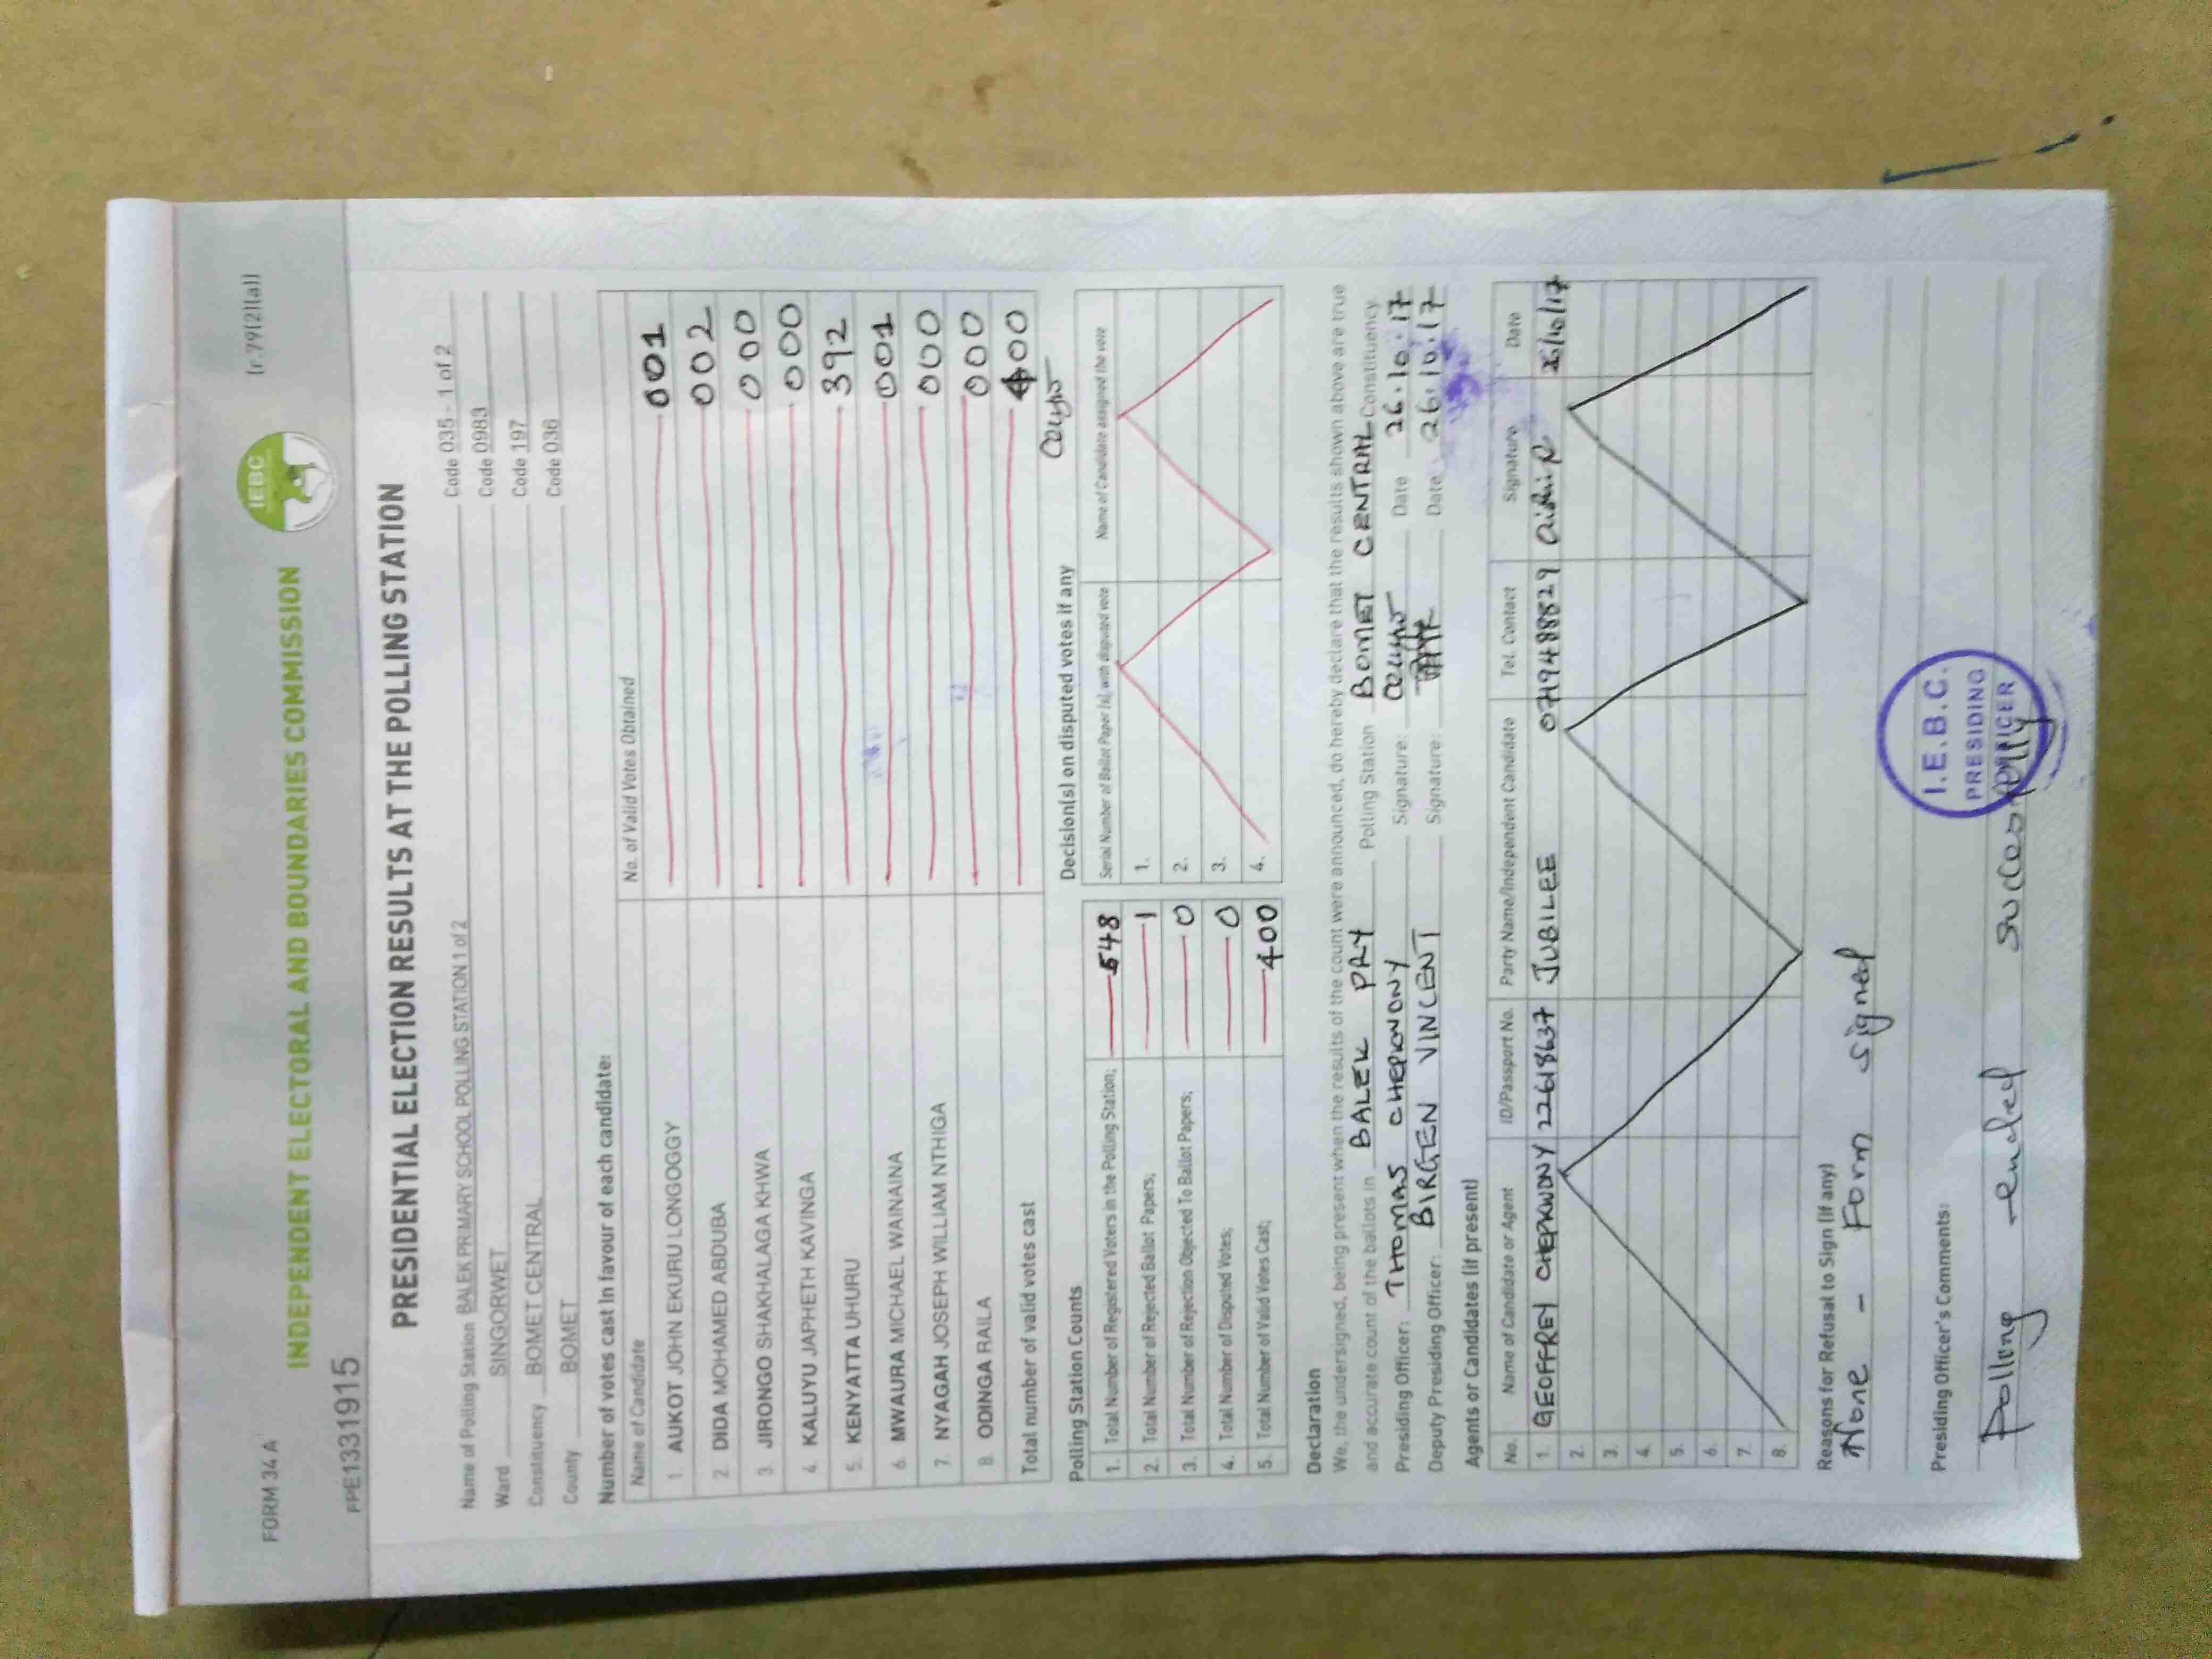 FORM 34 A (r.79(2)(a))
IEBC
INDEPENDENT ELECTORAL AND BOUNDARIES COMMISSION
PPE1331915
PRESIDENTIAL ELECTION RESULTS AT THE POLLING STATION
Name of Polling Station BALEK PRIMARY SCHOOL POLLING STATION 1 of 2 Code 035 - 1 of 2
Ward SINGORWET Code 0983
Constituency BOMET CENTRAL Code 197
County BOMET Code 036
Number of votes cast in favour of each candidate:
Name of Candidate No. of Valid Votes Obtained
1. AUKOT JOHN EKURU LONGOGGY 001
2. DIDA MOHAMED ABDUBA 002
3. JIRONGO SHAKHALAGA KHWA 000
4. KALUYU JAPHETH KAVINGA 000
5. KENYATTA UHURU 392
6. MWAURA MICHAEL WAINAINA 001
7. NYAGAH JOSEPH WILLIAM NTHIGA 000
8. ODINGA RAILA 000
Total number of valid votes cast 400
Polling Station Counts
1. Total Number of Registered Voters in the Polling Station; 548
2. Total Number of Rejected Ballot Papers; 1
3. Total Number of Rejection Objected To Ballot Papers; 0
4. Total Number of Disputed Votes; 0
5. Total Number of Valid Votes Cast; 400
Decision(s) on disputed votes if any
Serial Number of Ballot Paper (s), with disputed vote Name of Candidate assigned the vote
1.
2.
3.
4.
Declaration
We, the undersigned, being present when the results of the count were announced, do hereby declare that the results shown above are true
and accurate count of the ballots in BALEK PRY Polling Station BOMET CENTRAL Constituency
Presiding Officer: THOMAS CHEPKWONY Signature: Date 26.10.17
Deputy Presiding Officer: BIRGEN VINCENT Signature: Date 26.10.17
Agents or Candidates (if present)
No. Name of Candidate or Agent ID/Passport No. Party Name/Independent Candidate Tel. Contact Signature Date
1. GEOFFREY CHEPKWONY 22618637 JUBILEE 0719488829 26/10/17
2.
3.
4.
5.
6.
7.
8.
Reasons for Refusal to Sign (if any)
None - Form signed
Presiding Officer's Comments:
Polling ended successfully
I.E.B.C.
PRESIDING
OFFICER